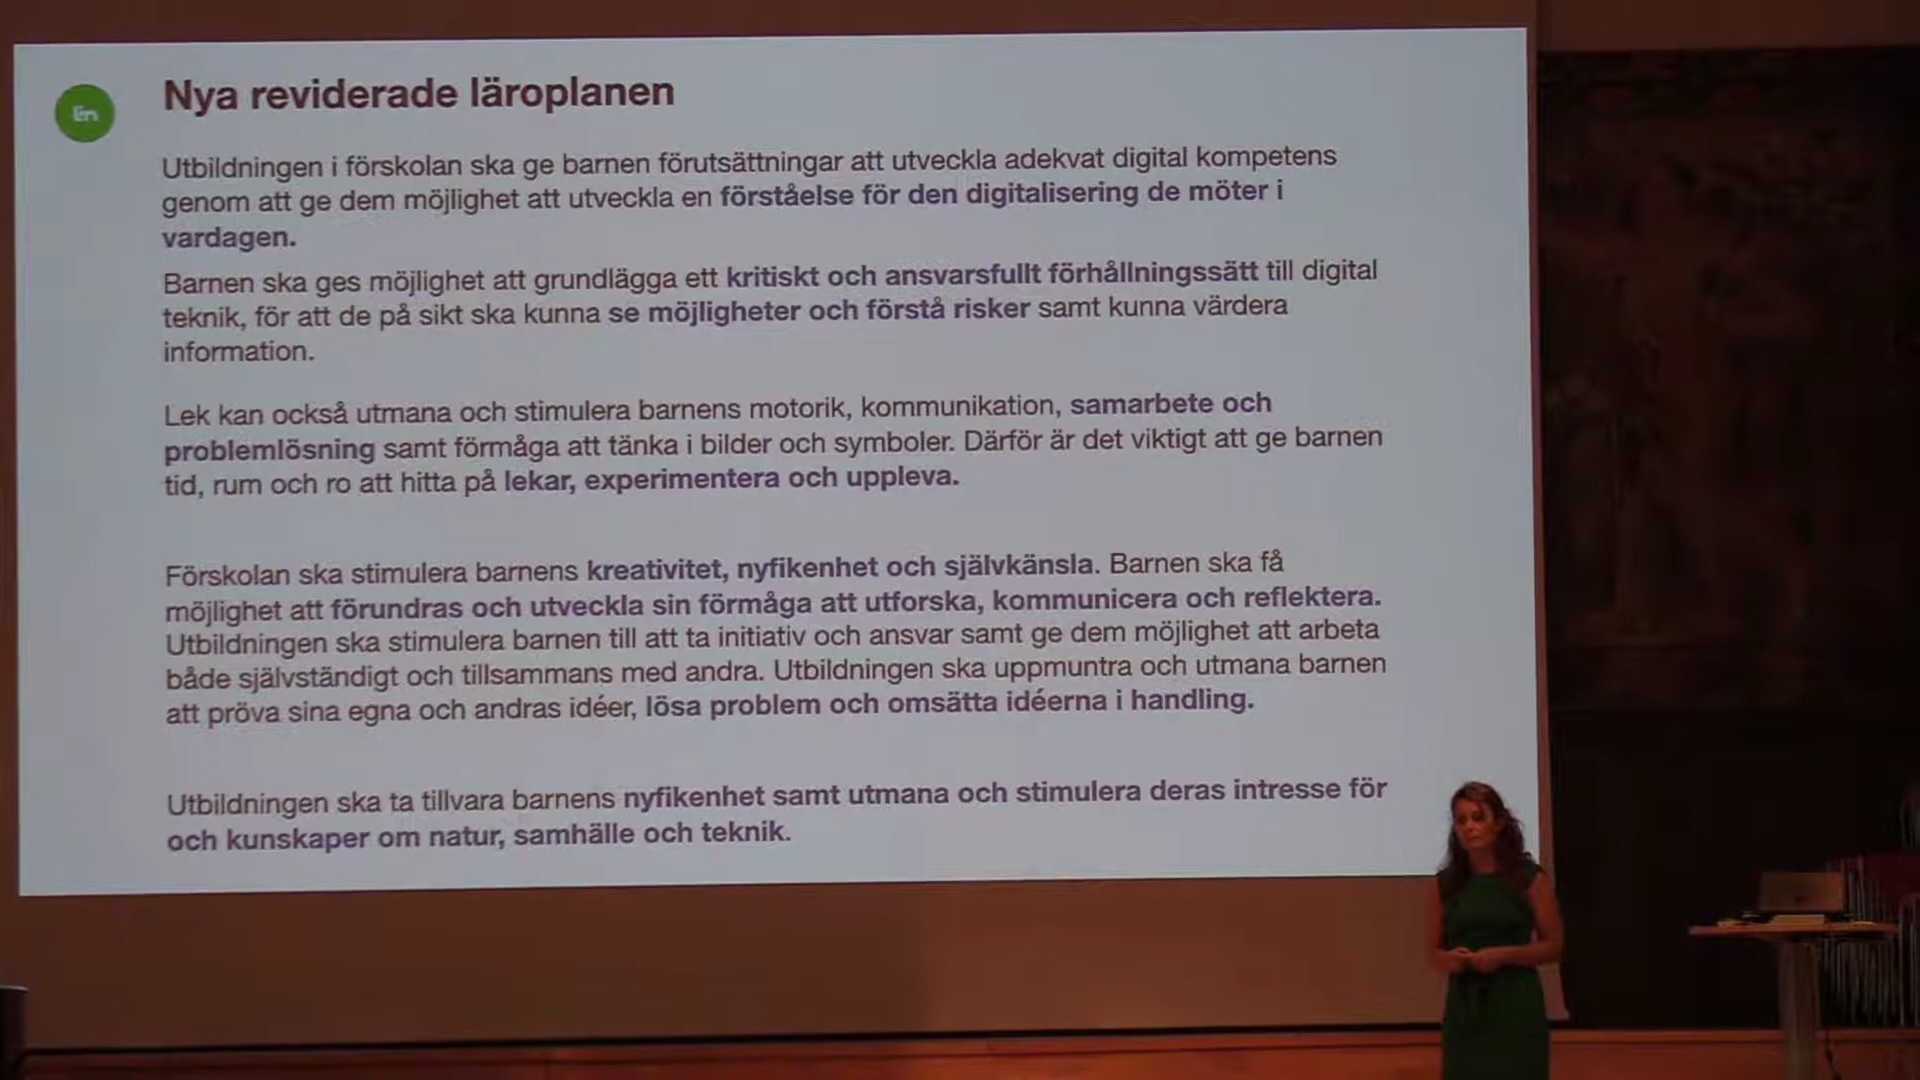 En
Nya reviderade läroplanen
Utbildningen i förskolan ska ge barnen förutsättningar att utveckla adekvat digital kompetens
genom att ge dem möjlighet att utveckla en förståelse för den digitalisering de möter i
vardagen.
Barnen ska ges möjlighet att grundlägga ett kritiskt och ansvarsfullt förhållningssätt till digital
teknik, för att de på sikt ska kunna se möjligheter och förstå risker samt kunna värdera
information.
Lek kan också utmana och stimulera barnens motorik, kommunikation, samarbete och
problemlösning samt förmåga att tänka i bilder och symboler. Därför är det viktigt att ge barnen
tid, rum och ro att hitta på lekar, experimentera och uppleva.
Förskolan ska stimulera barnens kreativitet, nyfikenhet och självkänsla. Barnen ska få
möjlighet att förundras och utveckla sin förmåga att utforska, kommunicera och reflektera.
Utbildningen ska stimulera barnen till att ta initiativ och ansvar samt ge dem möjlighet att arbeta
både självständigt och tillsammans med andra. Utbildningen ska uppmuntra och utmana barnen
att pröva sina egna och andras idéer, lösa problem och omsätta idéerna i handling.
Utbildningen ska ta tillvara barnens nyfikenhet samt utmana och stimulera deras intresse för
och kunskaper om natur, samhälle och teknik.